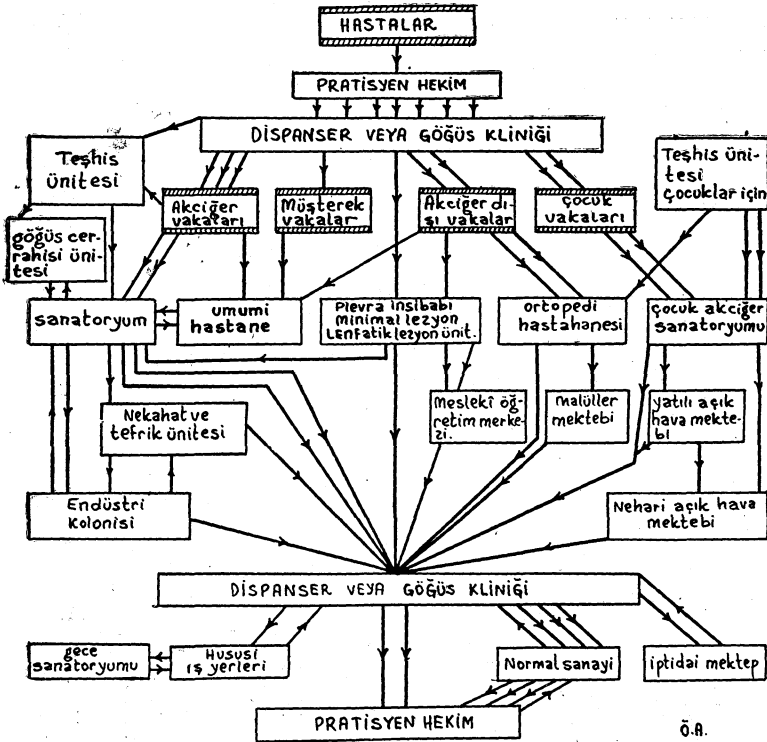 HASTALAR
PRATİSYEN HEKİM
DİSPANSER VEYA GÖĞÜS KLİNİĞİ
Teşhis
ünitesi
Teşhis üni-
tesi
çocuklar için
Akciğer
vakaları
Müşterek
vakalar
Akciğer dı-
şı vakalar
çocuk
vakaları
göğüs cer-
rahisi üni-
tesi
sanatoryum
umumi
hastane
Plevra insibabı
minimal lezyon
LENFatik lezyon ünit.
ortopedi
hastahanesi
çocuk akciğer
sanatoryumu
Nekahat ve
tefrik ünitesi
Meslekî öğ-
retim merke-
zi.
malüller
mektebi
yatılı açık
hava mekte-
bi
Endüstri
Kolonisi
Nehari açık hava
mektebi
DİSPANSER VEYA GÖĞÜS KLİNİĞİ
gece
sanatoryumu
Hususi
iş yerleri
Normal sanayi
iptidai mektep
PRATİSYEN HEKİM
Ö.A.